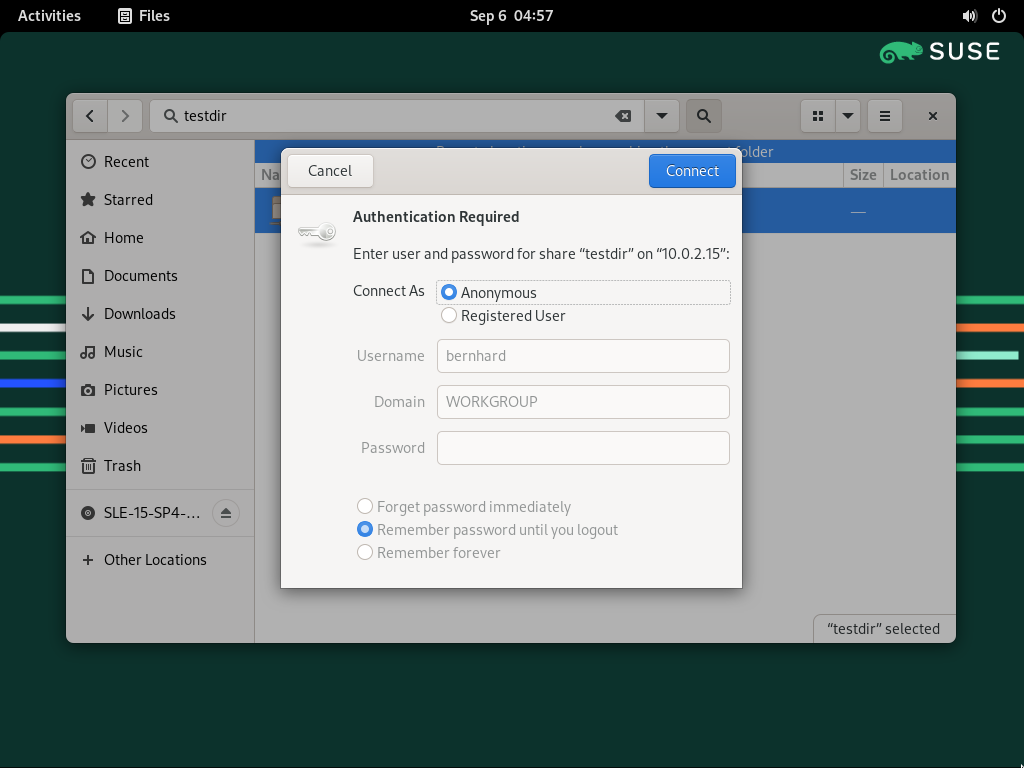 Activities Files Sep 6 04:57
SUSE
testdir
Recent
Starred
Home
Documents
Downloads
Music
Pictures
Videos
Trash
SLE-15-SP4-…
Other Locations
folder
Na Size Location
—
Cancel Connect
Authentication Required
Enter user and password for share “testdir” on “10.0.2.15”:
Connect As Anonymous
Registered User
Username bernhard
Domain WORKGROUP
Password
Forget password immediately
Remember password until you logout
Remember forever
“testdir” selected